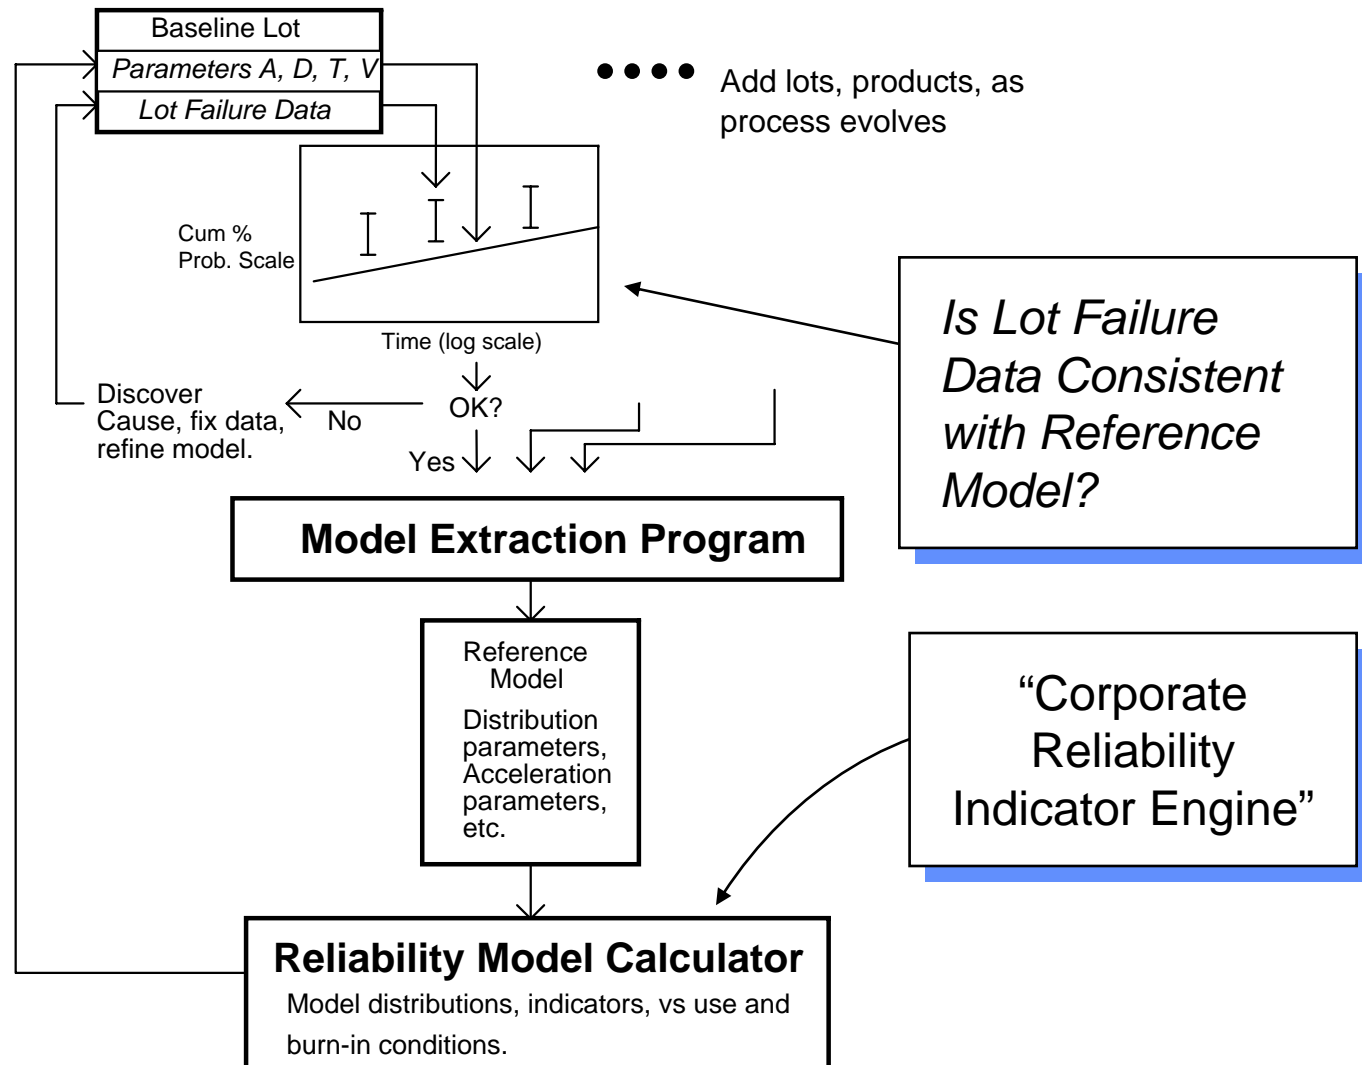 Baseline Lot
Parameters A, D, T, V
Lot Failure Data
Add lots, products, as
process evolves
Cum %
Prob. Scale
Time (log scale)
Is Lot Failure
Data Consistent
with Reference
Model?
Discover
Cause, fix data,
refine model.
No
OK?
Yes
Model Extraction Program
Reference
Model
Distribution
parameters,
Acceleration
parameters,
etc.
“Corporate
Reliability
Indicator Engine”
Reliability Model Calculator
Model distributions, indicators, vs use and
burn-in conditions.